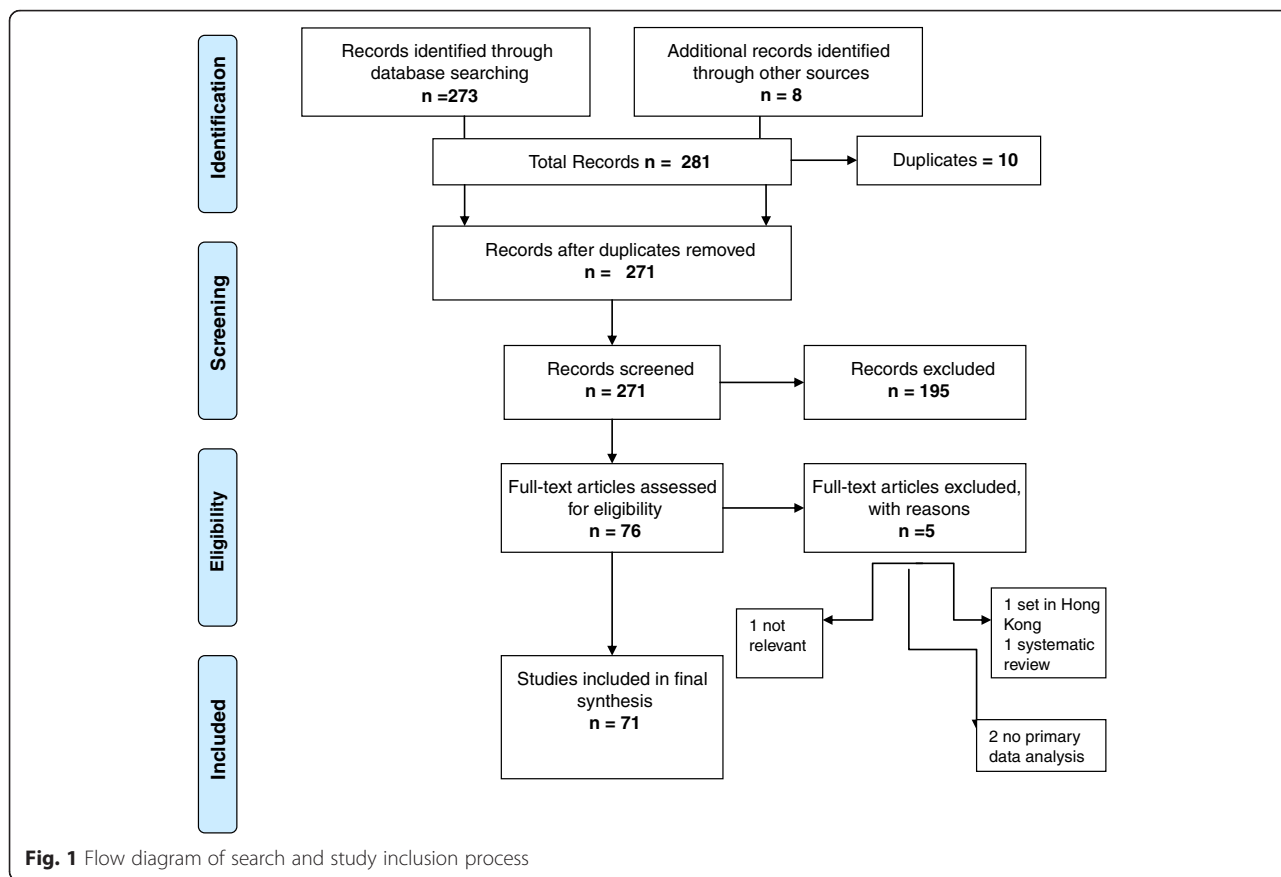 Identification
Records identified through
database searching
n =273
Additional records identified
through other sources
n = 8
Total Records n = 281
Duplicates = 10
Screening
Records after duplicates removed
n = 271
Records screened
n = 271
Records excluded
n = 195
Eligibility
Full-text articles assessed
for eligibility
n = 76
Full-text articles excluded,
with reasons
n =5
1 not
relevant
1 set in Hong
Kong
1 systematic
review
2 no primary
data analysis
Included
Studies included in final
synthesis
n = 71
Fig. 1 Flow diagram of search and study inclusion process